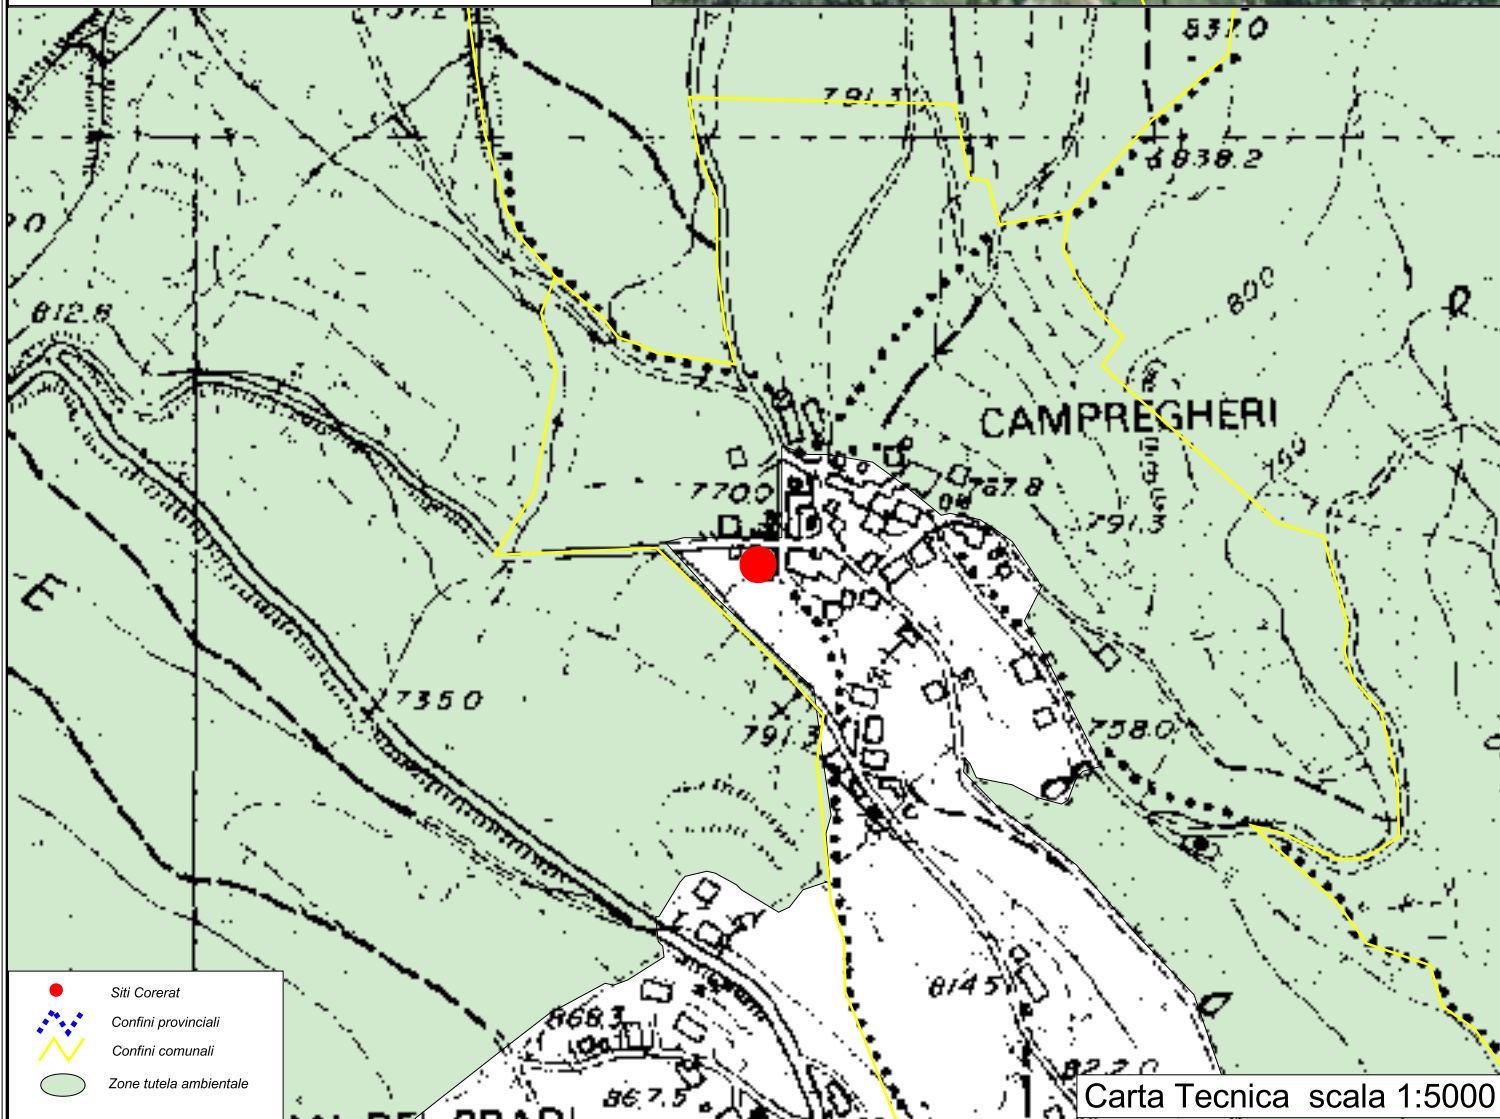 837.0
791.3
6838.2
800
812.8
CAMPREGHERI
770.0
767.8
791.3
735.0
791.3
758.0
814.5
868.3
822.0
867.5
E
Siti Corerat
Confini provinciali
Confini comunali
Zone tutela ambientale
Carta Tecnica scala 1:5000